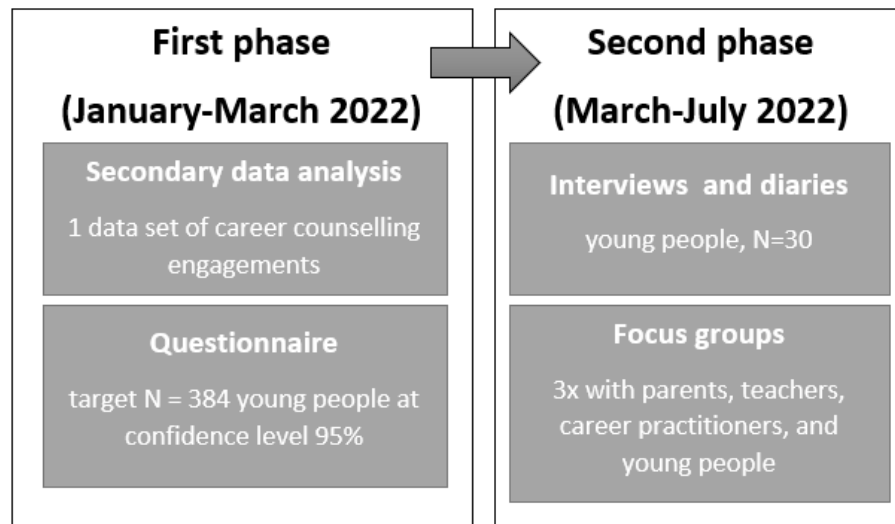 First phase
(January-March 2022)
Secondary data analysis
1 data set of career counselling
engagements
Questionnaire
target N = 384 young people at
confidence level 95%
Second phase
(March-July 2022)
Interviews  and diaries
young people, N=30
Focus groups
3x with parents, teachers,
career practitioners, and
young people